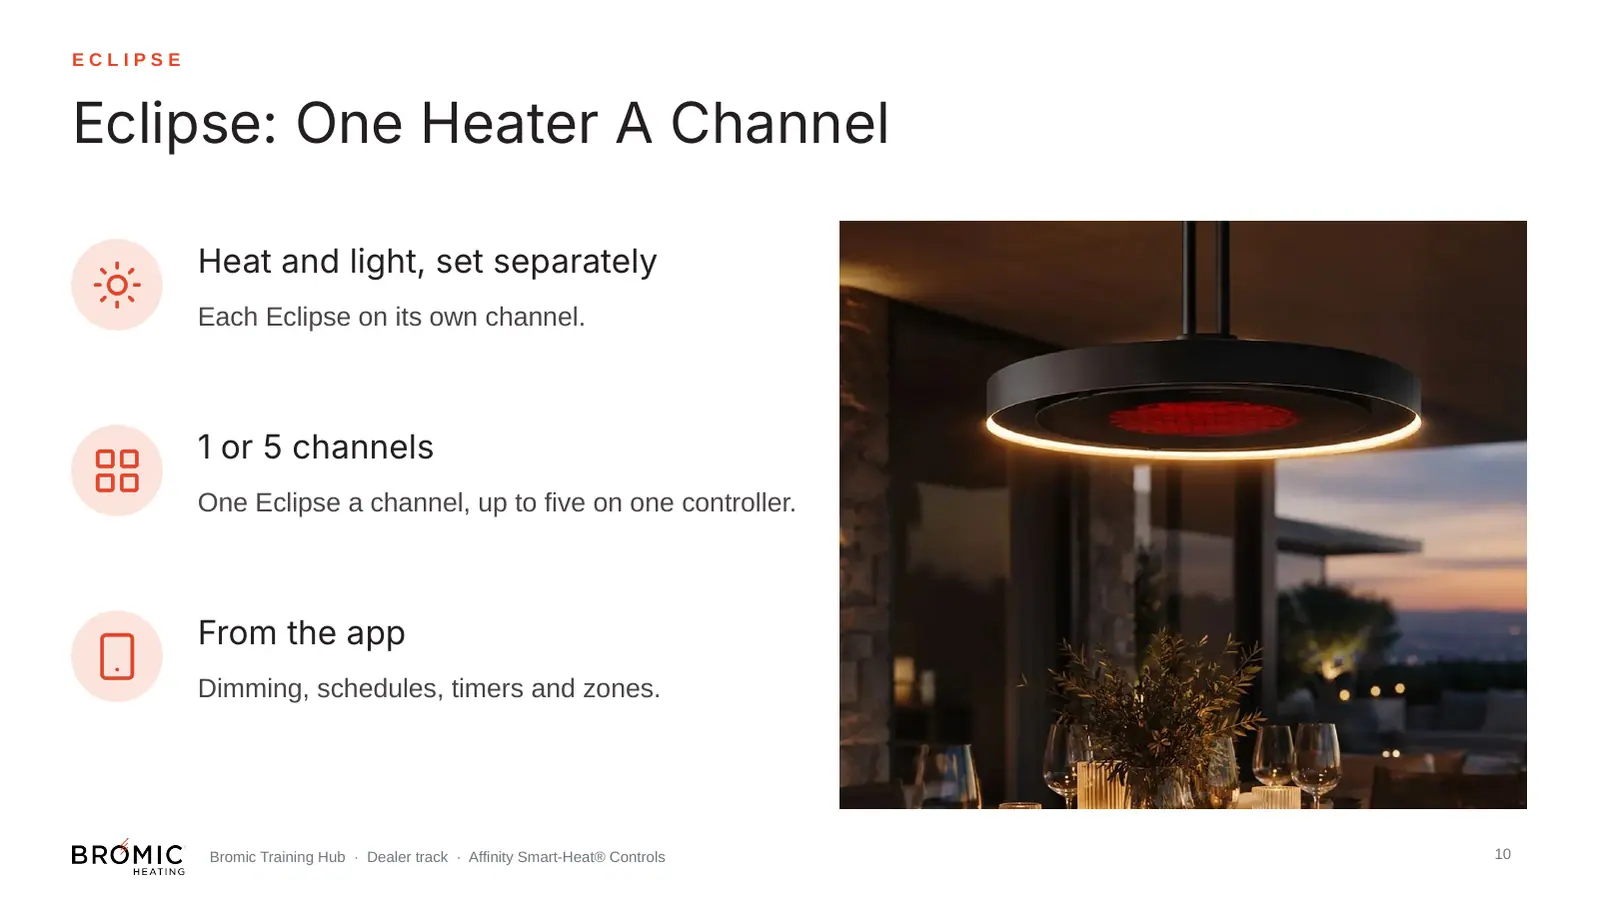 ECLIPSE
Eclipse: One Heater A Channel
Heat and light, set separately
Each Eclipse on its own channel.
1 or 5 channels
One Eclipse a channel, up to five on one controller.
From the app
Dimming, schedules, timers and zones.
BROMIC
HEATING
Bromic Training Hub · Dealer track · Affinity Smart-Heat® Controls
10